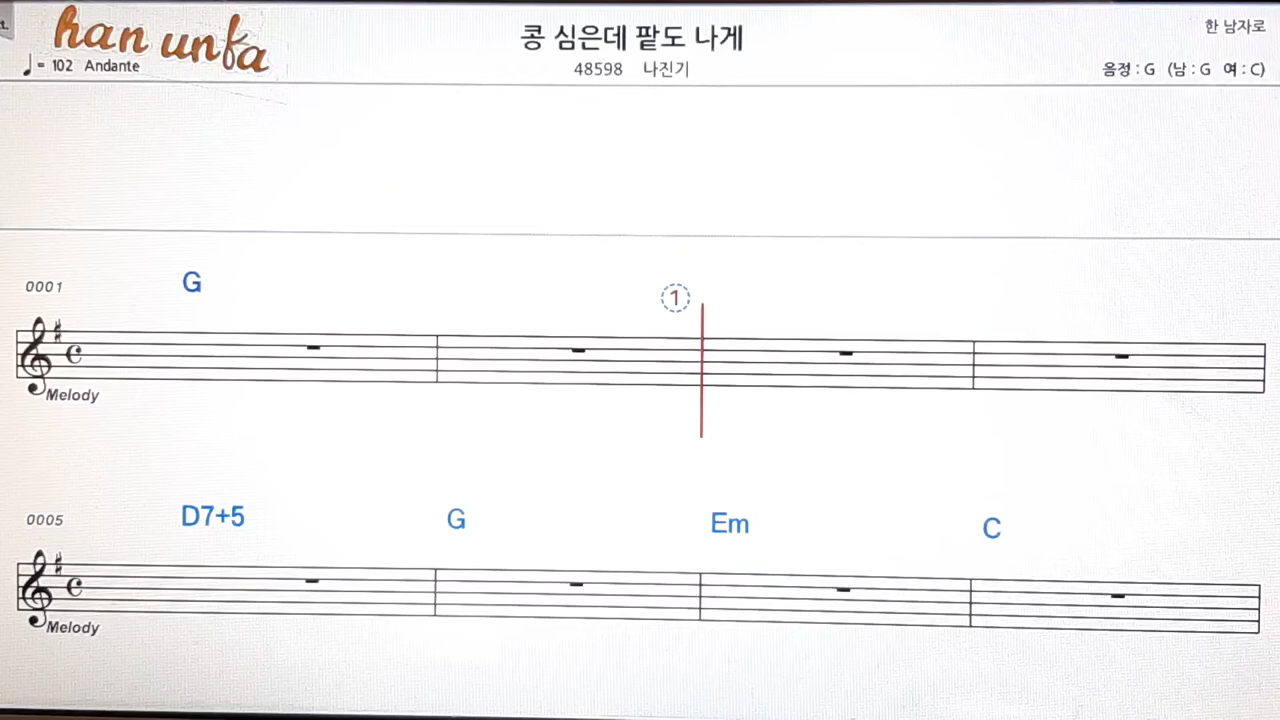 t.
han unfa
콩 심은데 팥도 나게
한 남자로
♩= 102 Andante
48598 나진기
음정 : G (남 : G 여 : C)
0001
G
1
Melody
0005
D7+5 G Em C
Melody